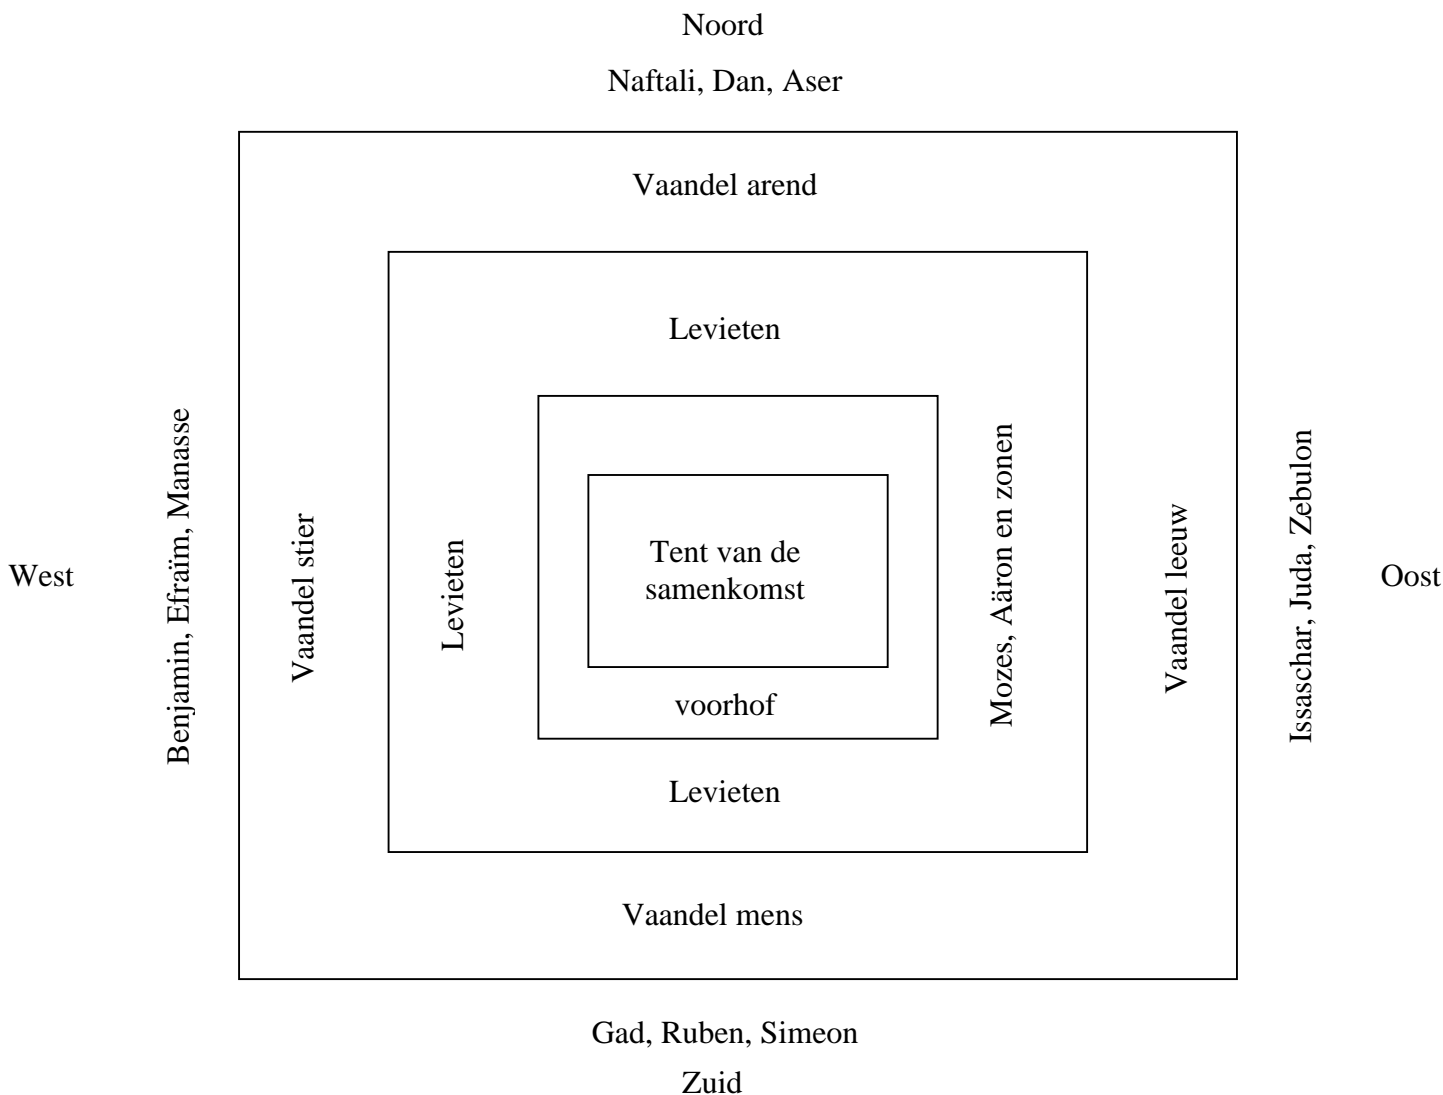 Noord
Naftali, Dan, Aser
Vaandel arend
Levieten
West
Benjamin, Efraïm, Manasse
Vaandel stier
Levieten
Tent van de
samenkomst
voorhof
Mozes, Aäron en zonen
Vaandel leeuw
Issaschar, Juda, Zebulon
Oost
Levieten
Vaandel mens
Gad, Ruben, Simeon
Zuid